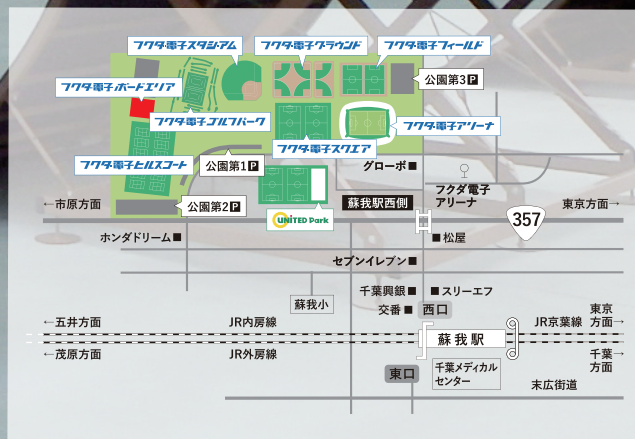 フクダ電子スタジアム
フクダ電子グラウンド
フクダ電子フィールド
フクダ電子ボードエリア
公園第3P
フクダ電子ゴルフパーク
フクダ電子アリーナ
フクダ電子スクエア
フクダ電子ヒルスコート
公園第1P
グローボ■
フクダ電子
アリーナ
←市原方面
公園第2P
UNITED Park
蘇我駅西側
357
東京方面→
ホンダドリーム■
■松屋
セブンイレブン■
千葉興銀■
■スリーエフ
蘇我小
交番■
西口
東京
方面→
←五井方面
JR内房線
JR京葉線
蘇我駅
←茂原方面
JR外房線
千葉→
方面
東口
千葉メディカル
センター
末広街道